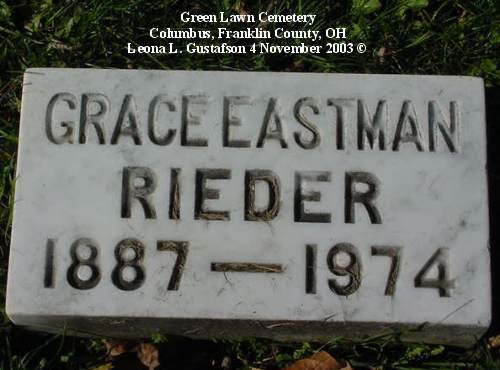 Green Lawn Cemetery
Columbus, Franklin County, OH
Leona L. Gustafson 4 November 2003 ©
GRACE EASTMAN
RIEDER
1887 — 1974